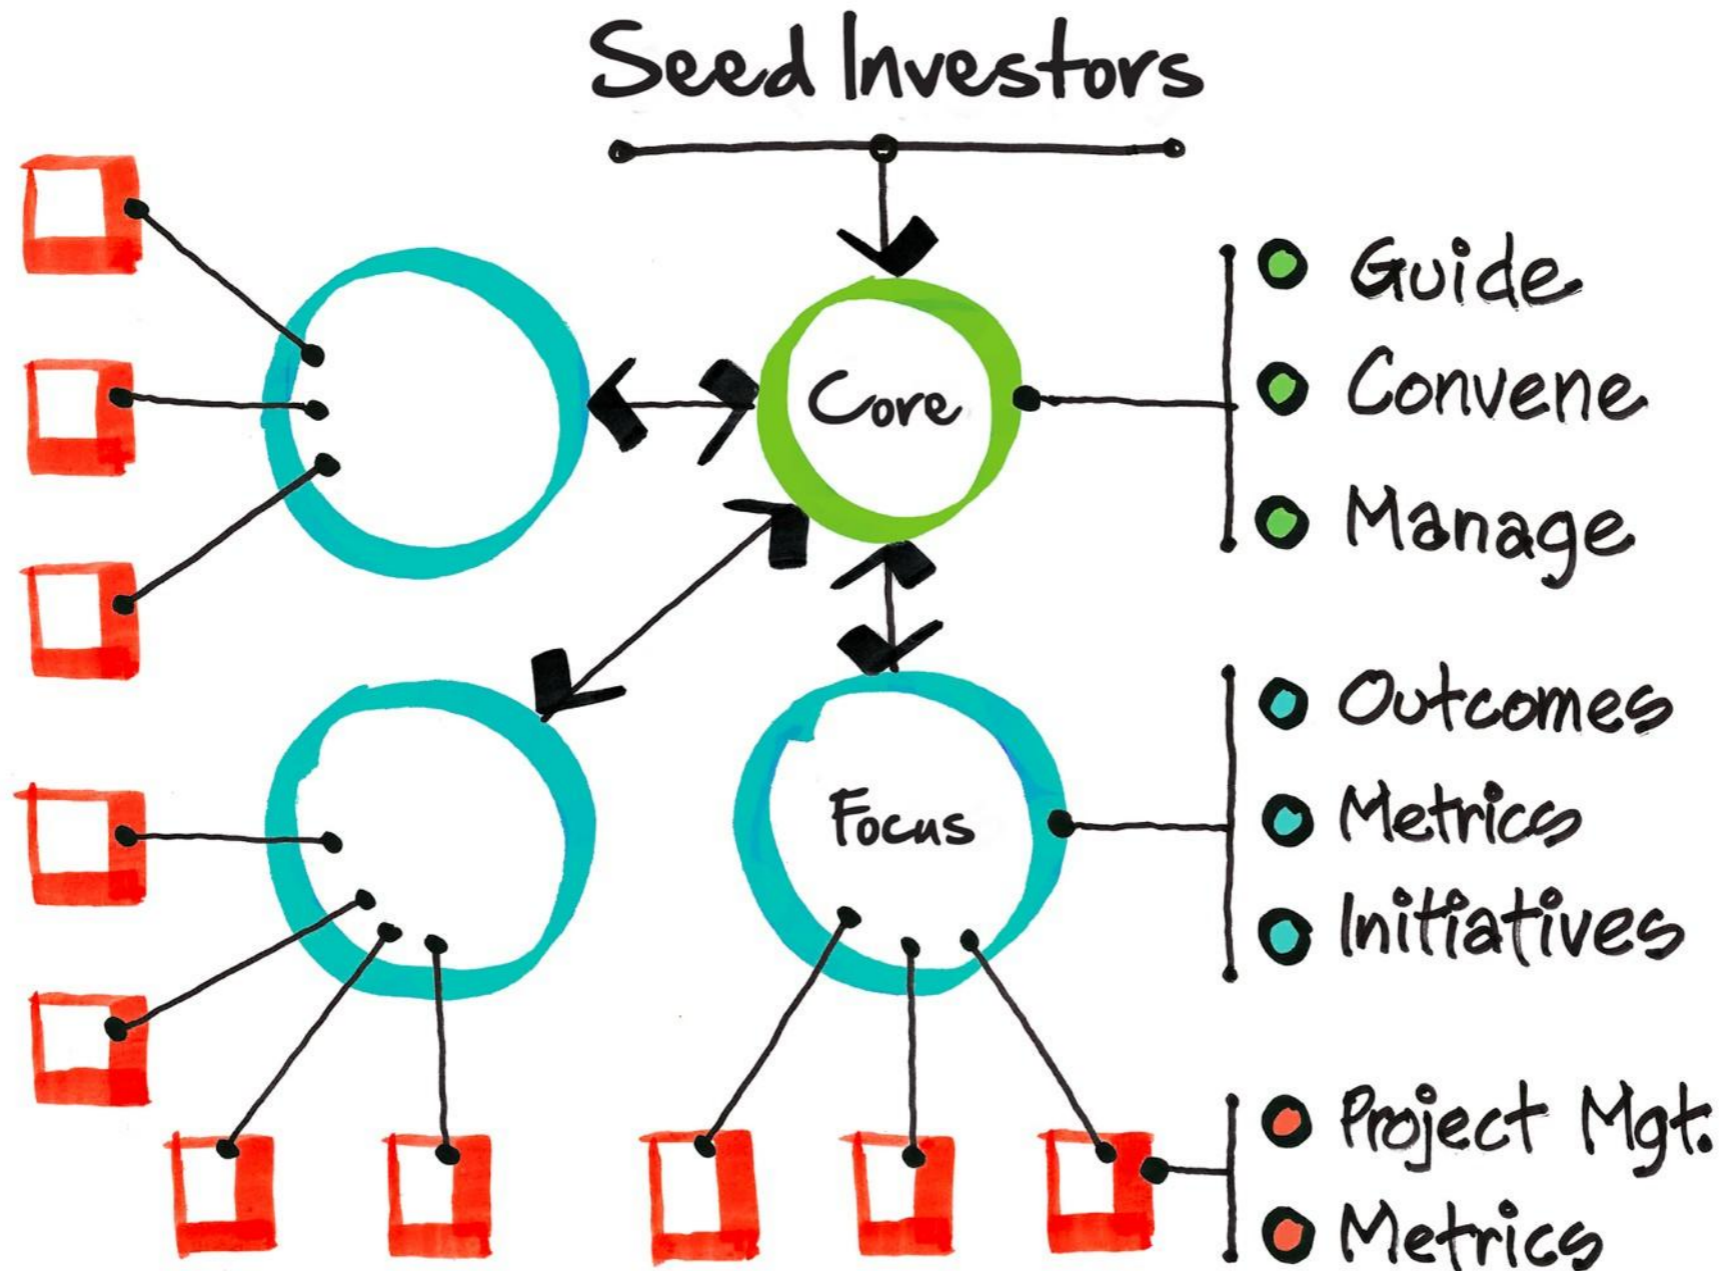 Seed Investors
Core
Guide
Convene
Manage
Focus
Outcomes
Metrics
Initiatives
Project Mgt.
Metrics